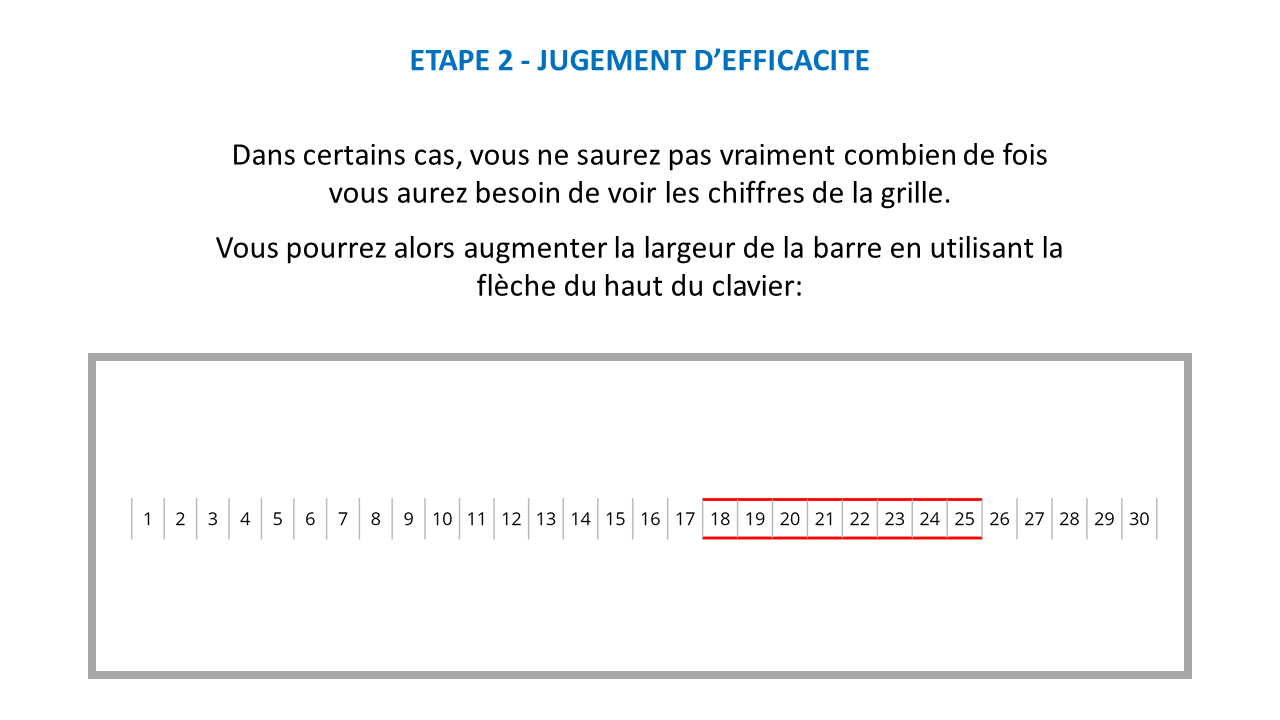 ETAPE 2 - JUGEMENT D’EFFICACITE
Dans certains cas, vous ne saurez pas vraiment combien de fois
vous aurez besoin de voir les chiffres de la grille.
Vous pourrez alors augmenter la largeur de la barre en utilisant la
flèche du haut du clavier:
1 2 3 4 5 6 7 8 9 10 11 12 13 14 15 16 17 18 19 20 21 22 23 24 25 26 27 28 29 30